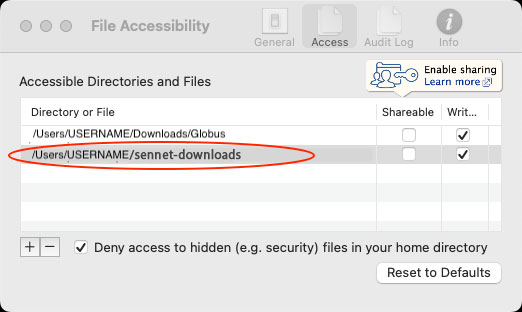 File Accessibility
General
Access
Audit Log
Info
Enable sharing
Learn more
Accessible Directories and Files
Directory or File
Shareable
Writ...
/Users/USERNAME/Downloads/Globus
/Users/USERNAME/sennet-downloads
+
−
Deny access to hidden (e.g. security) files in your home directory
Reset to Defaults